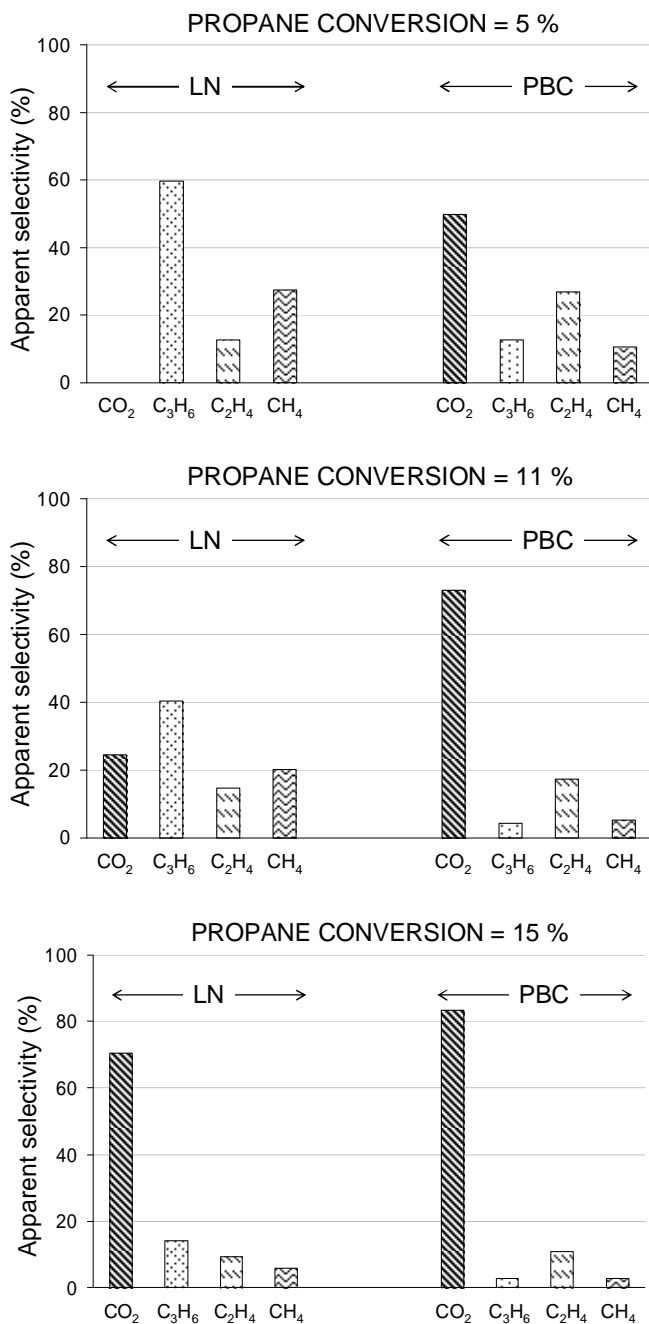 PROPANE CONVERSION = 5 %
Apparent selectivity (%)
100
80
60
40
20
0
LN
PBC
CO₂ C₃H₆ C₂H₄ CH₄ CO₂ C₃H₆ C₂H₄ CH₄
PROPANE CONVERSION = 11 %
Apparent selectivity (%)
100
80
60
40
20
0
LN
PBC
CO₂ C₃H₆ C₂H₄ CH₄ CO₂ C₃H₆ C₂H₄ CH₄
PROPANE CONVERSION = 15 %
Apparent selectivity (%)
100
80
60
40
20
0
LN
PBC
CO₂ C₃H₆ C₂H₄ CH₄ CO₂ C₃H₆ C₂H₄ CH₄